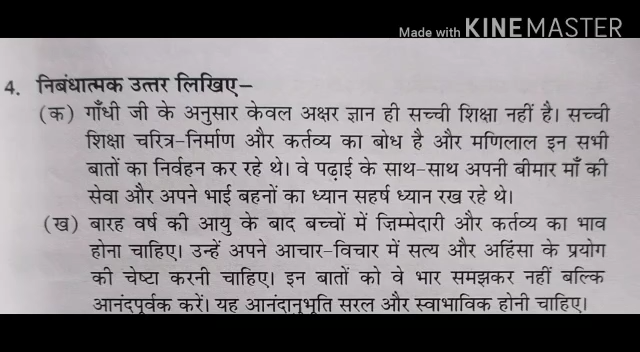 Made with KINEMASTER
4. निबंधात्मक उत्तर लिखिए–
(क) गाँधी जी के अनुसार केवल अक्षर ज्ञान ही सच्ची शिक्षा नहीं है। सच्ची
शिक्षा चरित्र-निर्माण और कर्तव्य का बोध है और मणिलाल इन सभी
बातों का निर्वहन कर रहे थे। वे पढ़ाई के साथ-साथ अपनी बीमार माँ की
सेवा और अपने भाई बहनों का ध्यान सहर्ष ध्यान रख रहे थे।
(ख) बारह वर्ष की आयु के बाद बच्चों में ज़िम्मेदारी और कर्तव्य का भाव
होना चाहिए। उन्हें अपने आचार-विचार में सत्य और अहिंसा के प्रयोग
की चेष्टा करनी चाहिए। इन बातों को वे भार समझकर नहीं बल्कि
आनंदपूर्वक करें। यह आनंदानुभूति सरल और स्वाभाविक होनी चाहिए।